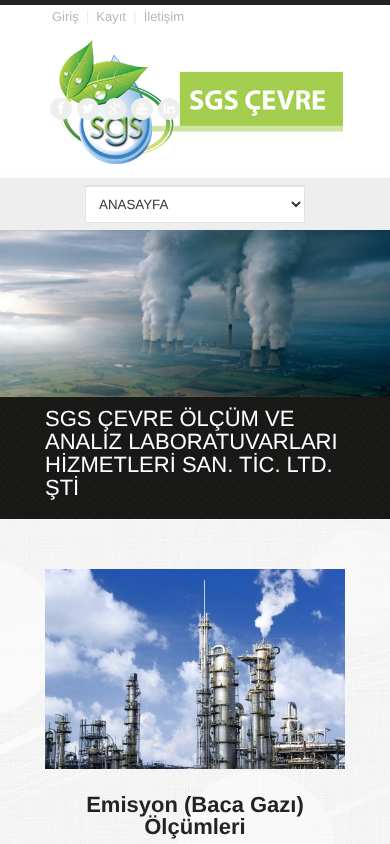 Giriş | Kayıt | İletişim
sgs
SGS ÇEVRE
ANASAYFA
SGS ÇEVRE ÖLÇÜM VE
ANALİZ LABORATUVARLARI
HİZMETLERİ SAN. TİC. LTD.
ŞTİ
Emisyon (Baca Gazı)
Ölçümleri